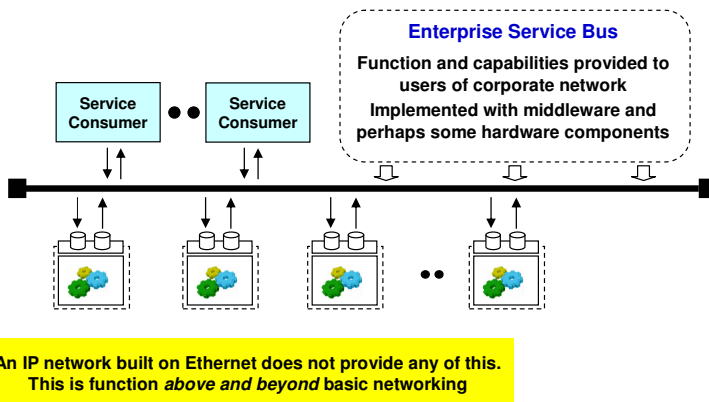 Enterprise Service Bus
Function and capabilities provided to
users of corporate network
Implemented with middleware and
perhaps some hardware components
Service
Consumer
Service
Consumer
An IP network built on Ethernet does not provide any of this.
This is function above and beyond basic networking